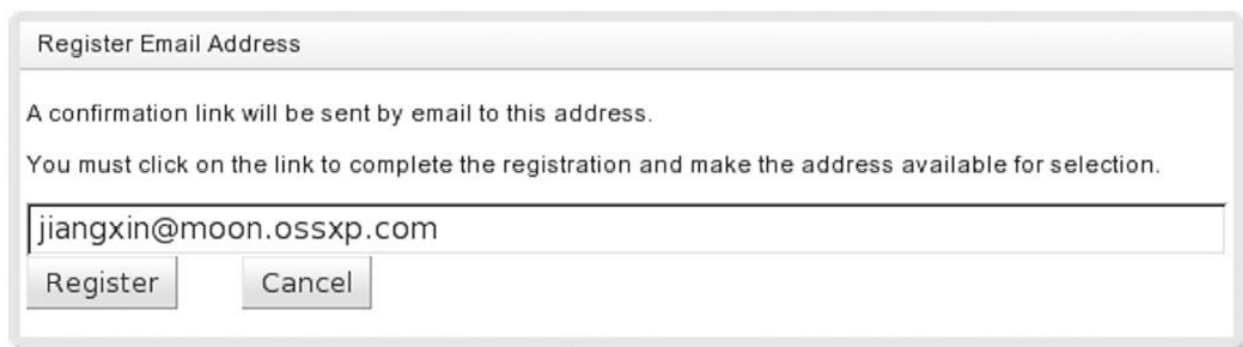 Register Email Address
A confirmation link will be sent by email to this address.
You must click on the link to complete the registration and make the address available for selection.
jiangxin@moon.ossxp.com
Register Cancel